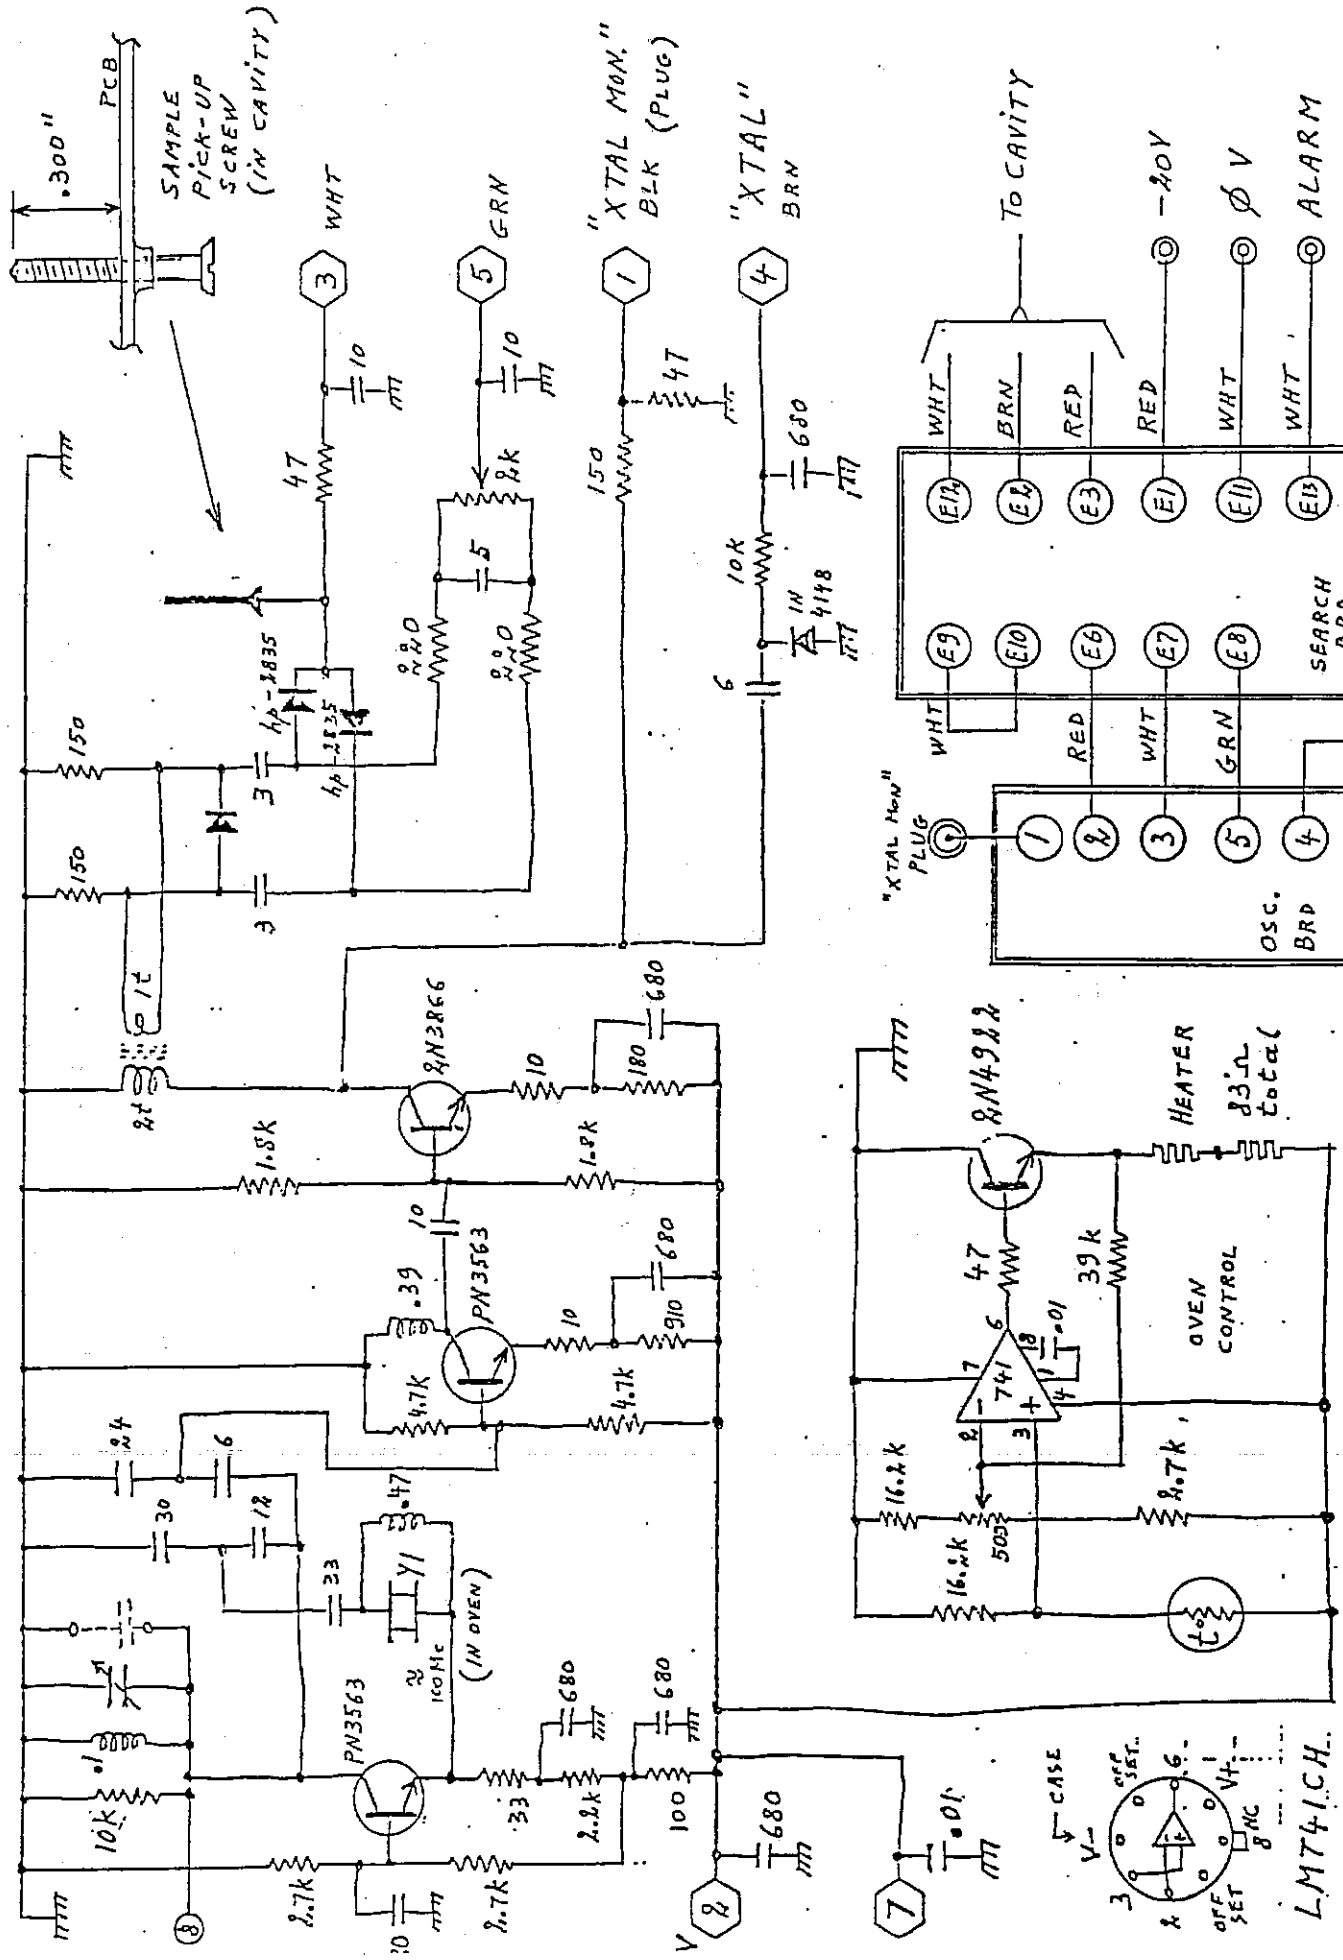 .300"
PCB
SAMPLE
PICK-UP
SCREW
(IN CAVITY)
3
WHT
47
10
5
GRN
10
2k
5
220
220
hp-2835
hp-2835
150
150
3
3
1t
2t
"XTAL MON."
BLK (PLUG)
1
150
47
"XTAL"
BRN
4
680
10k
IN
4148
6
2N3866
10
180
680
1.8k
1.8k
10
.39
PN3563
10
910
680
4.7k
4.7k
24
6
30
12
33
.47
Y1
≈
100Mc
(IN OVEN)
PN3563
.1
10k
8
2.7k
2.7k
33
2.2k
100
680
680
V
2
680
7
.01
To CAVITY
-20V
Ø V
ALARM
WHT
BRN
RED
RED
WHT
WHT
E12
E2
E3
E1
E11
E13
E9
E10
E6
E7
E8
SEARCH
WHT
RED
WHT
GRN
"XTAL MON"
PLUG
1
2
3
5
4
OSC.
BRD
2N4922
HEATER
83Ω
total
47
39k
OVEN
CONTROL
741
2
3
7
6
1
8
4
.01
16.2k
16.2k
500
2.7k
t°
CASE
V-
OFF
SET
3
2
6
V+
8
NC
OFF
SET
LM741CH